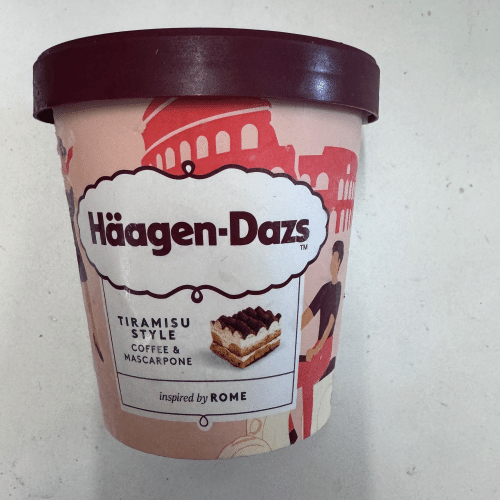 Häagen-Dazs
TM
TIRAMISU
STYLE
COFFEE &
MASCARPONE
inspired by ROME